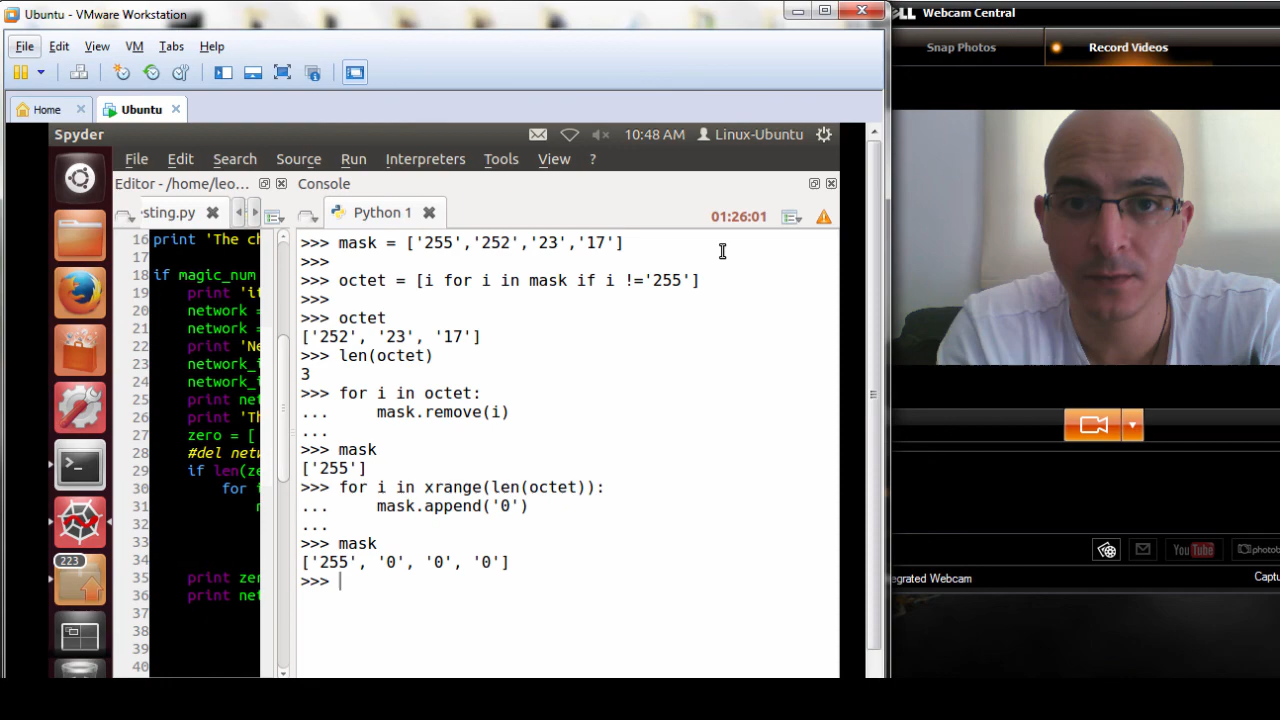 Ubuntu - VMware Workstation
File Edit View VM Tabs Help
Home
Ubuntu
Spyder
10:48 AM Linux-Ubuntu
File Edit Search Source Run Interpreters Tools View ?
Editor - /home/leo...
Console
sting.py
Python 1
01:26:01
16 print 'The ch
17
18 if magic_num
19 print 'it
20 network =
21 network =
22 print 'Ne
23 network_i
24 network_i
25 print net
26 print 'Th
27 zero = [
28 #del netw
29 if len(ze
30 for i
31
32
33
34
35 print zer
36 print net
37
38
39
40
>>> mask = ['255','252','23','17']
>>>
>>> octet = [i for i in mask if i !='255']
>>>
>>> octet
['252', '23', '17']
>>> len(octet)
3
>>> for i in octet:
...     mask.remove(i)
...
>>> mask
['255']
>>> for i in xrange(len(octet)):
...     mask.append('0')
...
>>> mask
['255', '0', '0', '0']
>>>
223
Webcam Central
Snap Photos
Record Videos
You Tube
photob
egrated Webcam
Captu